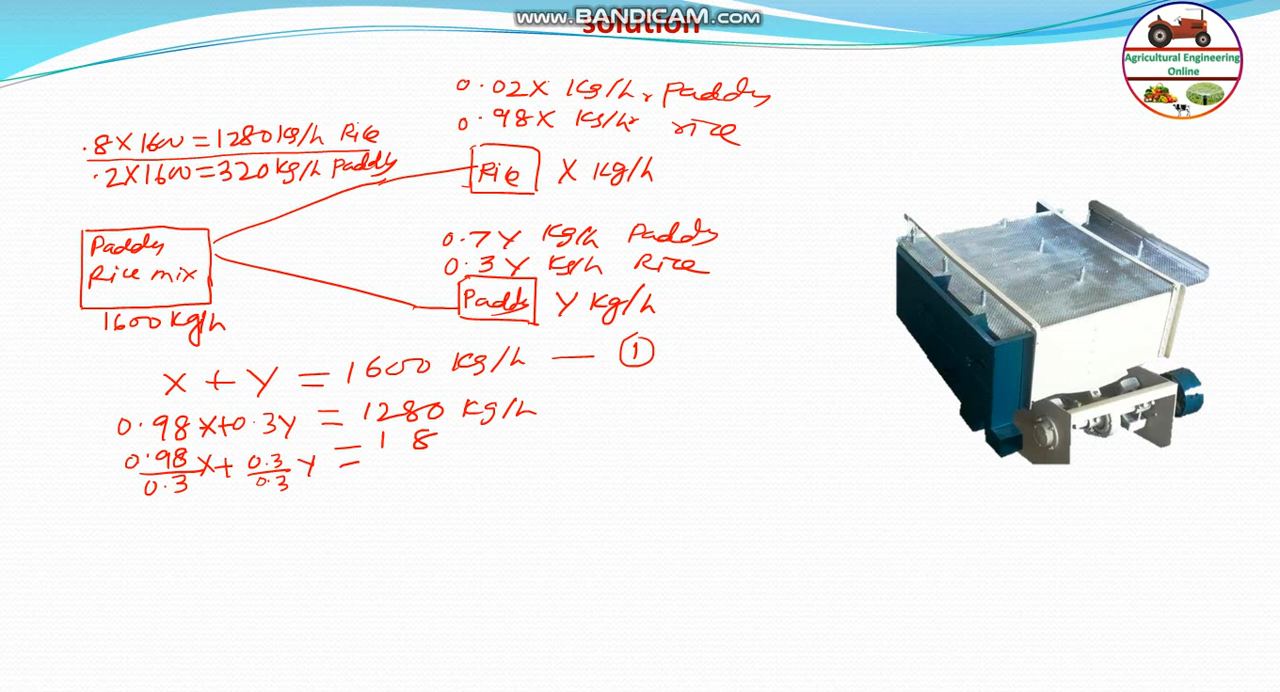 www.BANDICAM.com
solution
Agricultural Engineering
Online
0.02X Kg/h, Paddy
0.98X Kg/hr rice
.8X1600=1280 kg/h Rice
.2X1600=320 kg/h Paddy
Rice X Kg/h
Paddy
Rice mix
1600 Kg/h
0.7Y Kg/h Paddy
0.3Y Kg/h Rice
Paddy Y Kg/h
X + Y = 1600 Kg/h — 1
0.98X+0.3Y = 1280 Kg/h
0.98/0.3 X + 0.3/0.3 Y = = 1 8